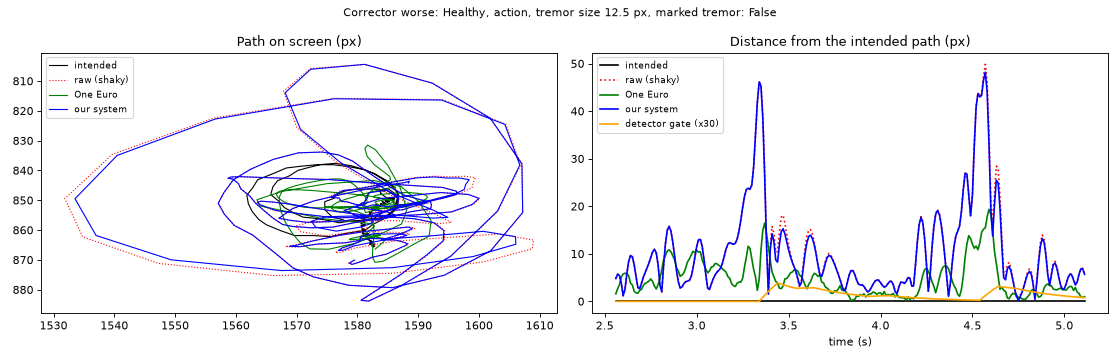 Corrector worse: Healthy, action, tremor size 12.5 px, marked tremor: False
Path on screen (px)
intended
raw (shaky)
One Euro
our system
810
820
830
840
850
860
870
880
1530
1540
1550
1560
1570
1580
1590
1600
1610
Distance from the intended path (px)
intended
raw (shaky)
One Euro
our system
detector gate (x30)
50
40
30
20
10
0
2.5
3.0
3.5
4.0
4.5
5.0
time (s)